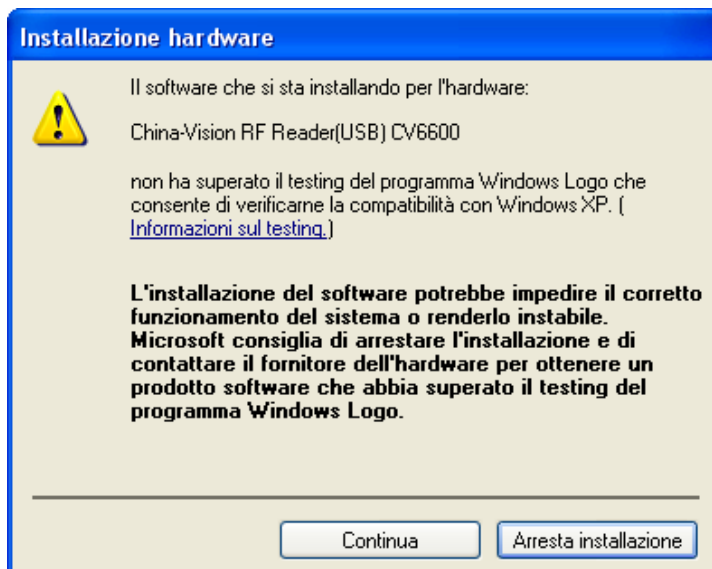 Installazione hardware
Il software che si sta installando per l'hardware:
China-Vision RF Reader(USB) CV6600
non ha superato il testing del programma Windows Logo che
consente di verificarne la compatibilità con Windows XP. (
Informazioni sul testing.)
L'installazione del software potrebbe impedire il corretto
funzionamento del sistema o renderlo instabile.
Microsoft consiglia di arrestare l'installazione e di
contattare il fornitore dell'hardware per ottenere un
prodotto software che abbia superato il testing del
programma Windows Logo.
Continua
Arresta installazione